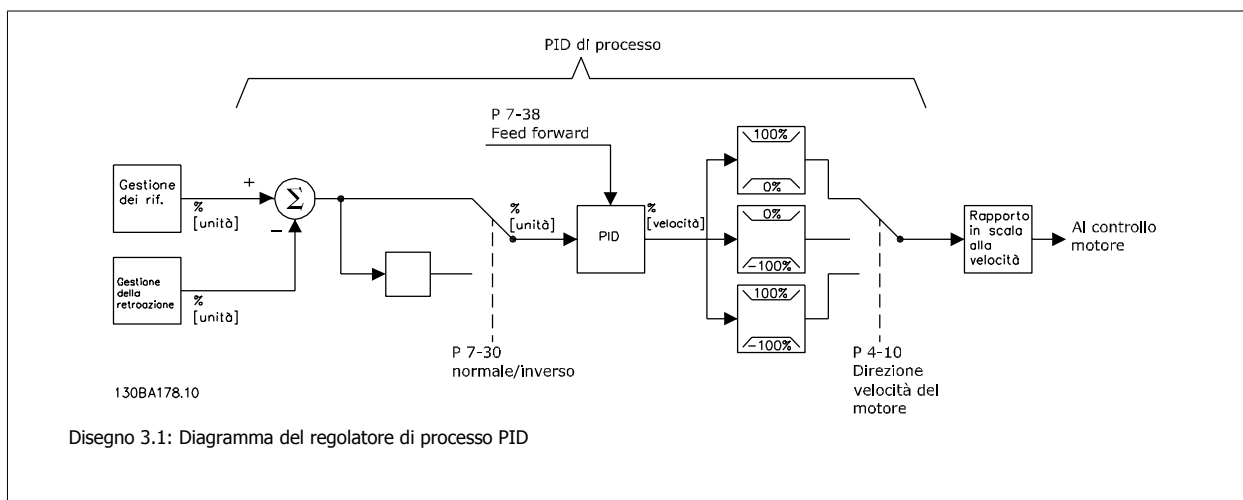 PID di processo
P 7-38
Feed forward
100%
0%
Gestione
dei rif.
+
%
[unità]
Σ
−
%
[unità]
PID
%
[velocità]
0%
−100%
Rapporto
in scala
alla
velocità
Al controllo
motore
Gestione
della
retroazione
%
[unità]
100%
−100%
P 7-30
normale/inverso
P 4-10
Direzione
velocità del
motore
130BA178.10
Disegno 3.1: Diagramma del regolatore di processo PID